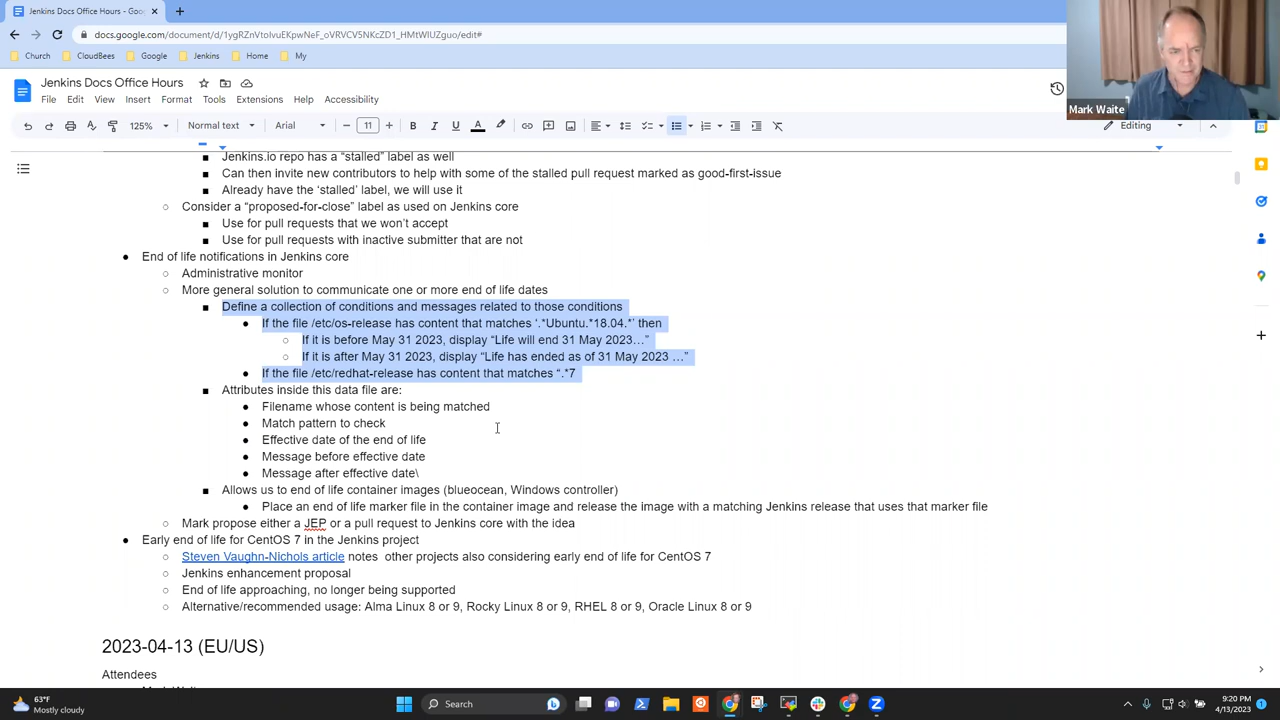 Jenkins Docs Office Hours - Goo
docs.google.com/document/d/1ygRZnVtoIvuEKpwNeF_oVRVCV5NKcZD1_HMtWIUZguo/edit#
Church
CloudBees
Google
Jenkins
Home
My
Jenkins Docs Office Hours
File Edit View Insert Format Tools Extensions Help Accessibility
Mark Waite
125% Normal text Arial 11 B I U A Editing
Jenkins.io repo has a “stalled” label as well
Can then invite new contributors to help with some of the stalled pull request marked as good-first-issue
Already have the ‘stalled’ label, we will use it
Consider a “proposed-for-close” label as used on Jenkins core
Use for pull requests that we won’t accept
Use for pull requests with inactive submitter that are not
End of life notifications in Jenkins core
Administrative monitor
More general solution to communicate one or more end of life dates
Define a collection of conditions and messages related to those conditions
If the file /etc/os-release has content that matches ‘.*Ubuntu.*18.04.*’ then
If it is before May 31 2023, display “Life will end 31 May 2023…”
If it is after May 31 2023, display “Life has ended as of 31 May 2023 …”
If the file /etc/redhat-release has content that matches “.*7
Attributes inside this data file are:
Filename whose content is being matched
Match pattern to check
Effective date of the end of life
Message before effective date
Message after effective date\
Allows us to end of life container images (blueocean, Windows controller)
Place an end of life marker file in the container image and release the image with a matching Jenkins release that uses that marker file
Mark propose either a JEP or a pull request to Jenkins core with the idea
Early end of life for CentOS 7 in the Jenkins project
Steven Vaughn-Nichols article notes other projects also considering early end of life for CentOS 7
Jenkins enhancement proposal
End of life approaching, no longer being supported
Alternative/recommended usage: Alma Linux 8 or 9, Rocky Linux 8 or 9, RHEL 8 or 9, Oracle Linux 8 or 9
2023-04-13 (EU/US)
Attendees
63°F
Mostly cloudy
Search
9:20 PM
4/13/2023